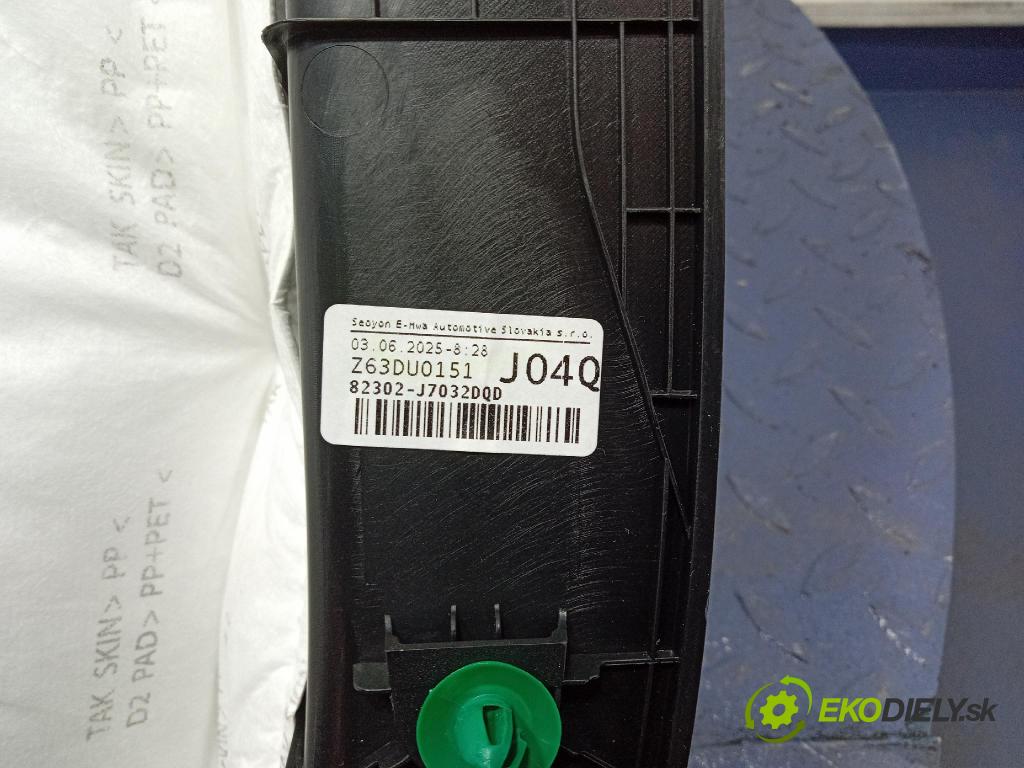 TAK SKIN> PP <
D2 PAD> PP+PET <
Seoyon E-Hwa Automotive Slovakia s.r.o.
03.06.2025-8:28
Z63DU0151
J04Q
82302-J7032DQD
TAK SKIN> PP <
D2 PAD> PP+PET <
EKODIELY.sk